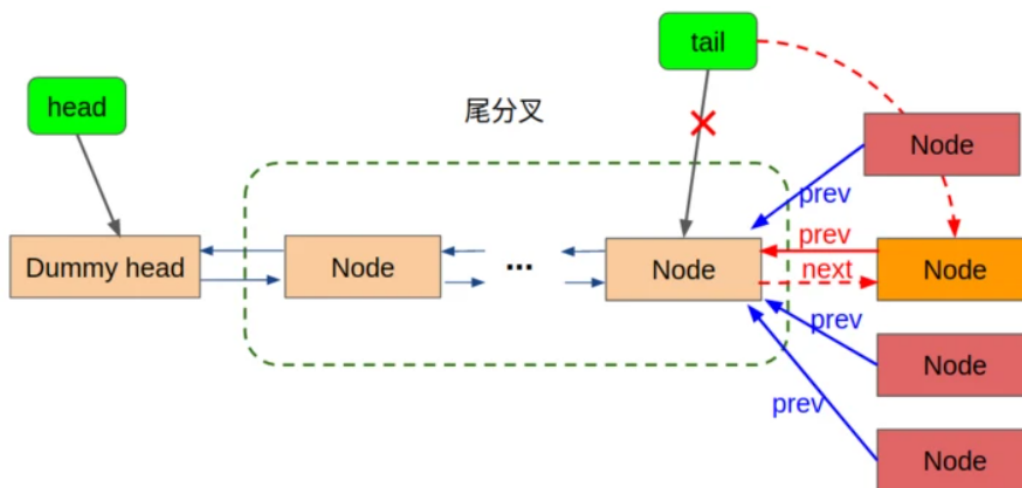 tail
head
尾分叉
Node
prev
prev
Dummy head
Node
...
Node
next
Node
prev
Node
prev
Node